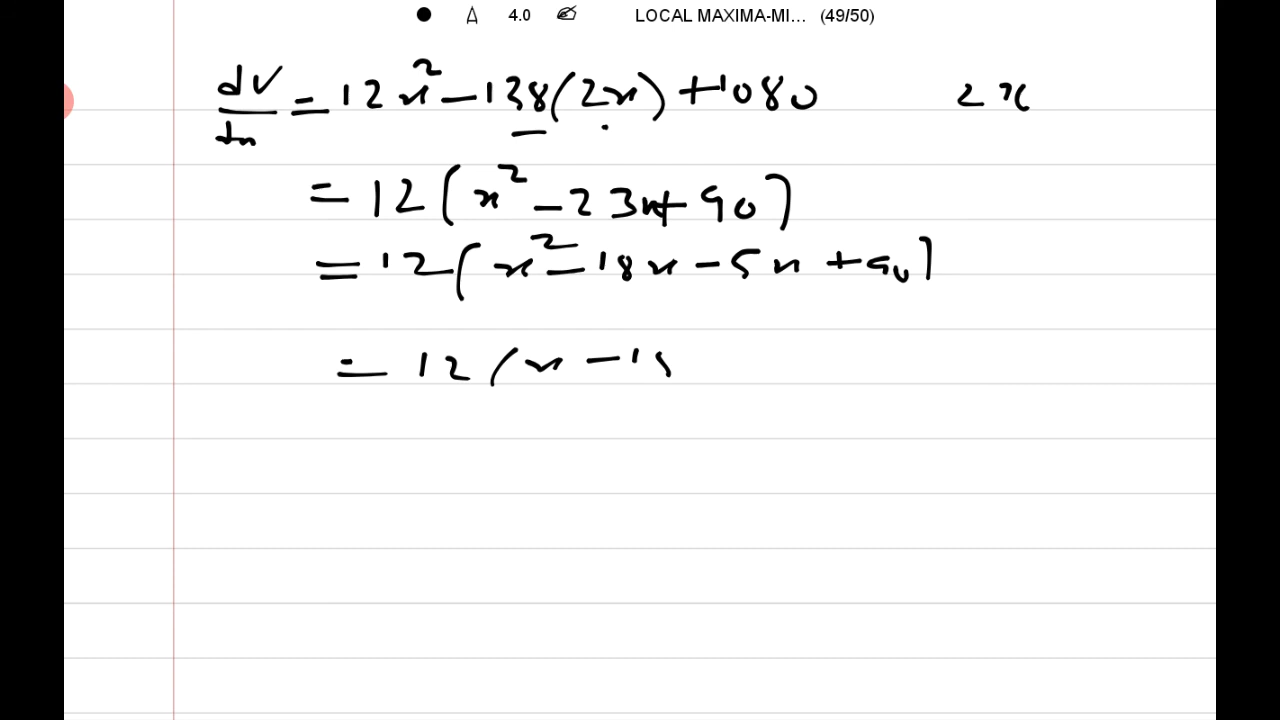 4.0 LOCAL MAXIMA-MI... (49/50)
dV/dx = 12x² - 138(2x) + 1080 2x
= 12(x² - 23x + 90)
= 12(x² - 18x - 5x + 90)
= 12(x - 18